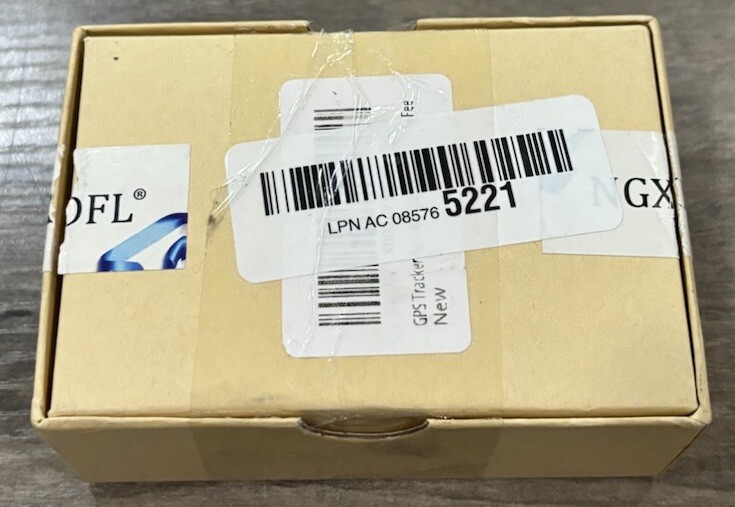 OFL®
Fee
LPN AC 08576 5221
NGX
GPS Tracker
New